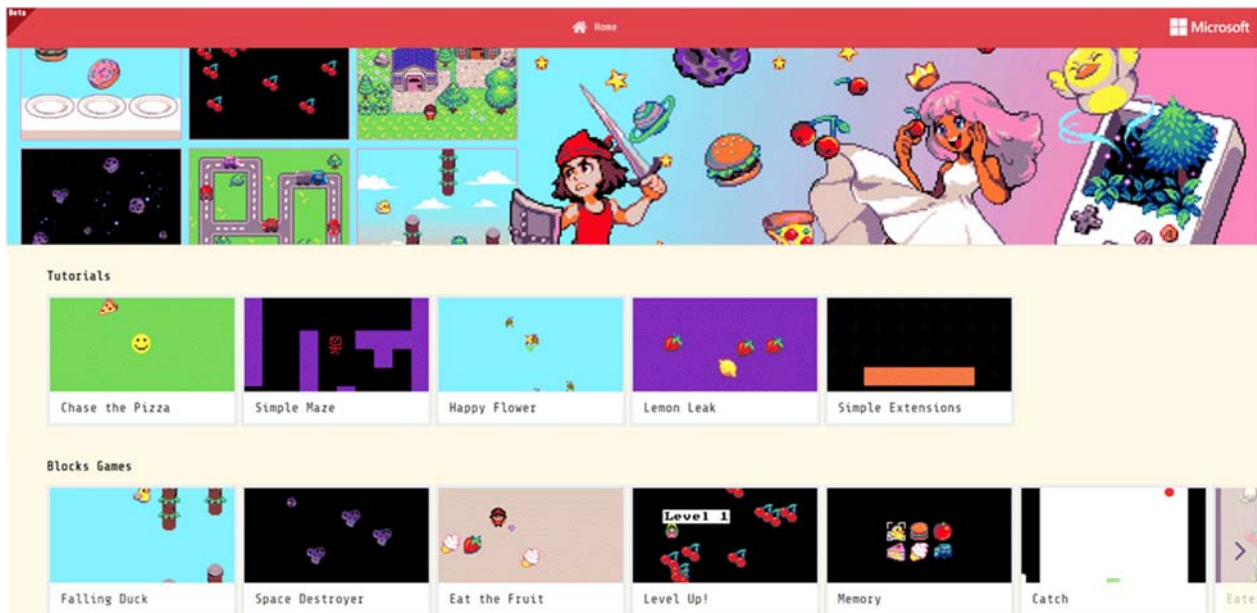 Beta
Home
Microsoft
Tutorials
Chase the Pizza
Simple Maze
Happy Flower
Lemon Leak
Simple Extensions
Blocks Games
Level 1
Falling Duck
Space Destroyer
Eat the Fruit
Level Up!
Memory
Catch
Eate